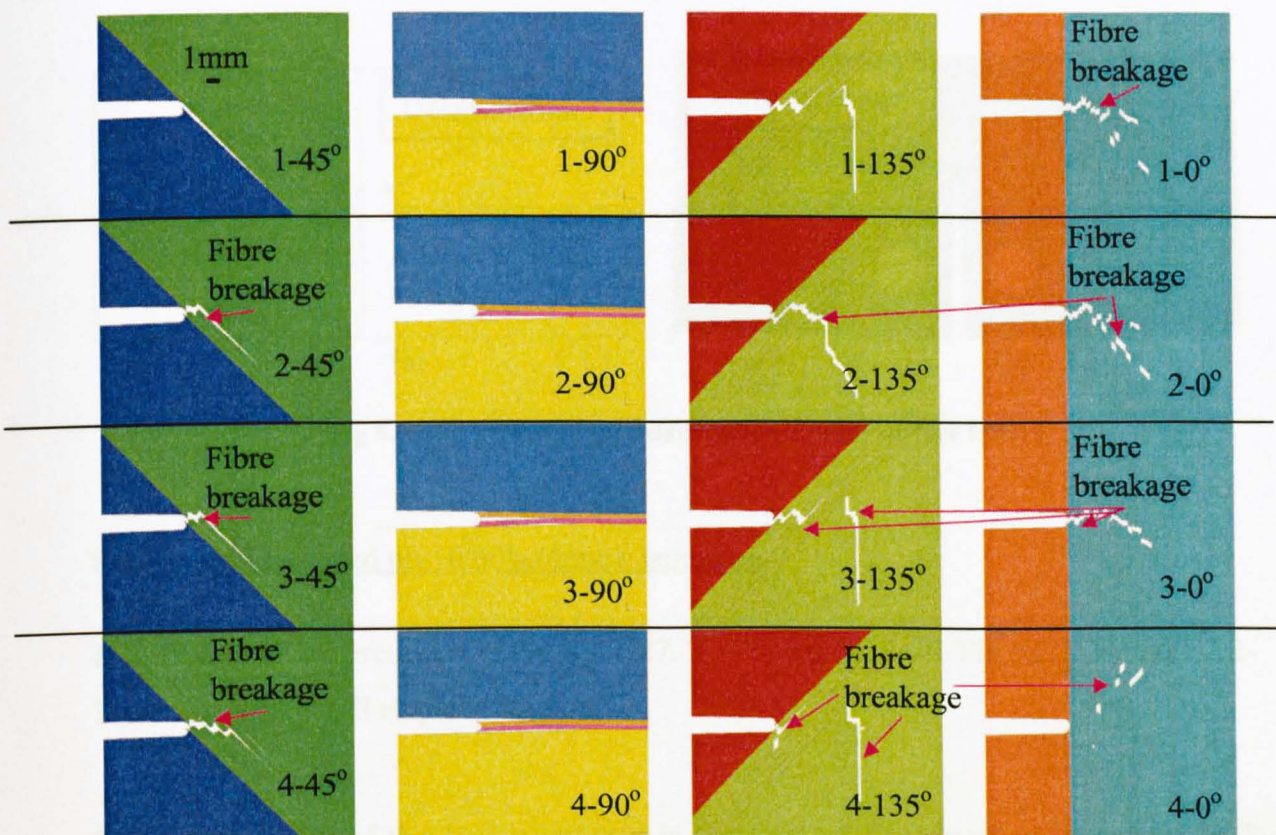 1mm
Fibre
breakage
1-45°
1-90°
1-135°
1-0°
Fibre
breakage
Fibre
breakage
2-45°
2-90°
2-135°
2-0°
Fibre
breakage
Fibre
breakage
3-45°
3-90°
3-135°
3-0°
Fibre
breakage
Fibre
breakage
4-45°
4-90°
4-135°
4-0°